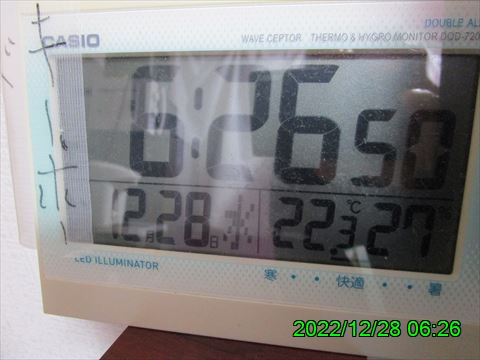 DOUBLE AL
CASIO
WAVE CEPTOR THERMO & HYGRO MONITOR DQD-720
6:26 50
12月28日 22.3℃ 27
LED ILLUMINATOR
寒・・快適・・暑
2022/12/28 06:26